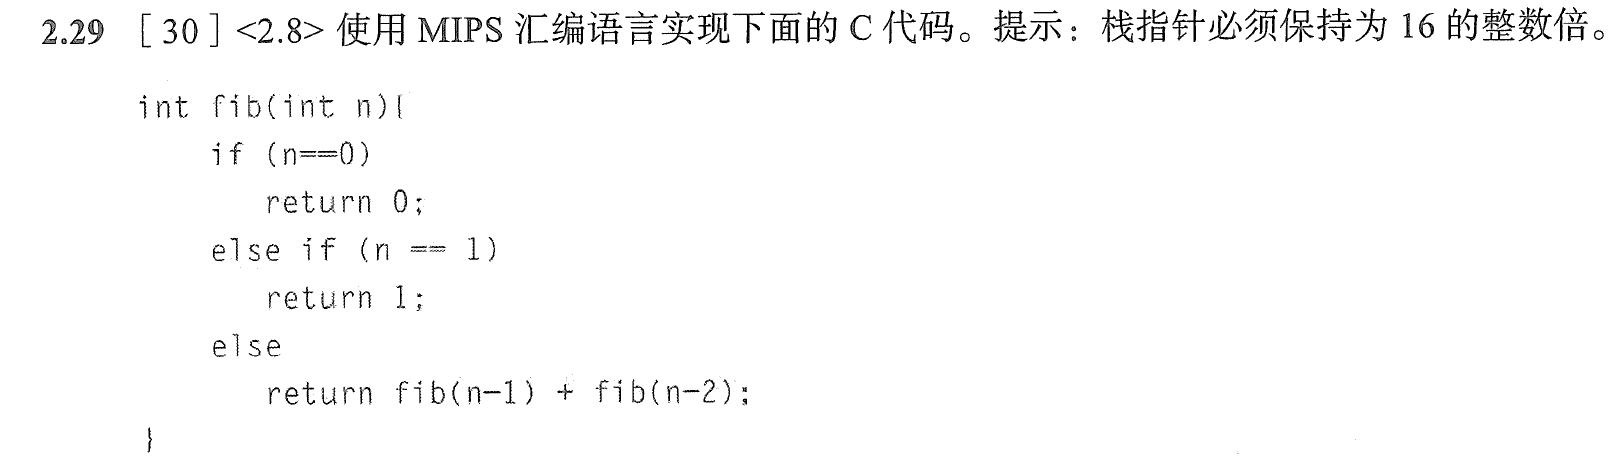 2.29 [30] <2.8> 使用 MIPS 汇编语言实现下面的 C 代码。提示：栈指针必须保持为 16 的整数倍。
int fib(int n){
if (n==0)
return 0;
else if (n == 1)
return 1;
else
return fib(n-1) + fib(n-2);
}